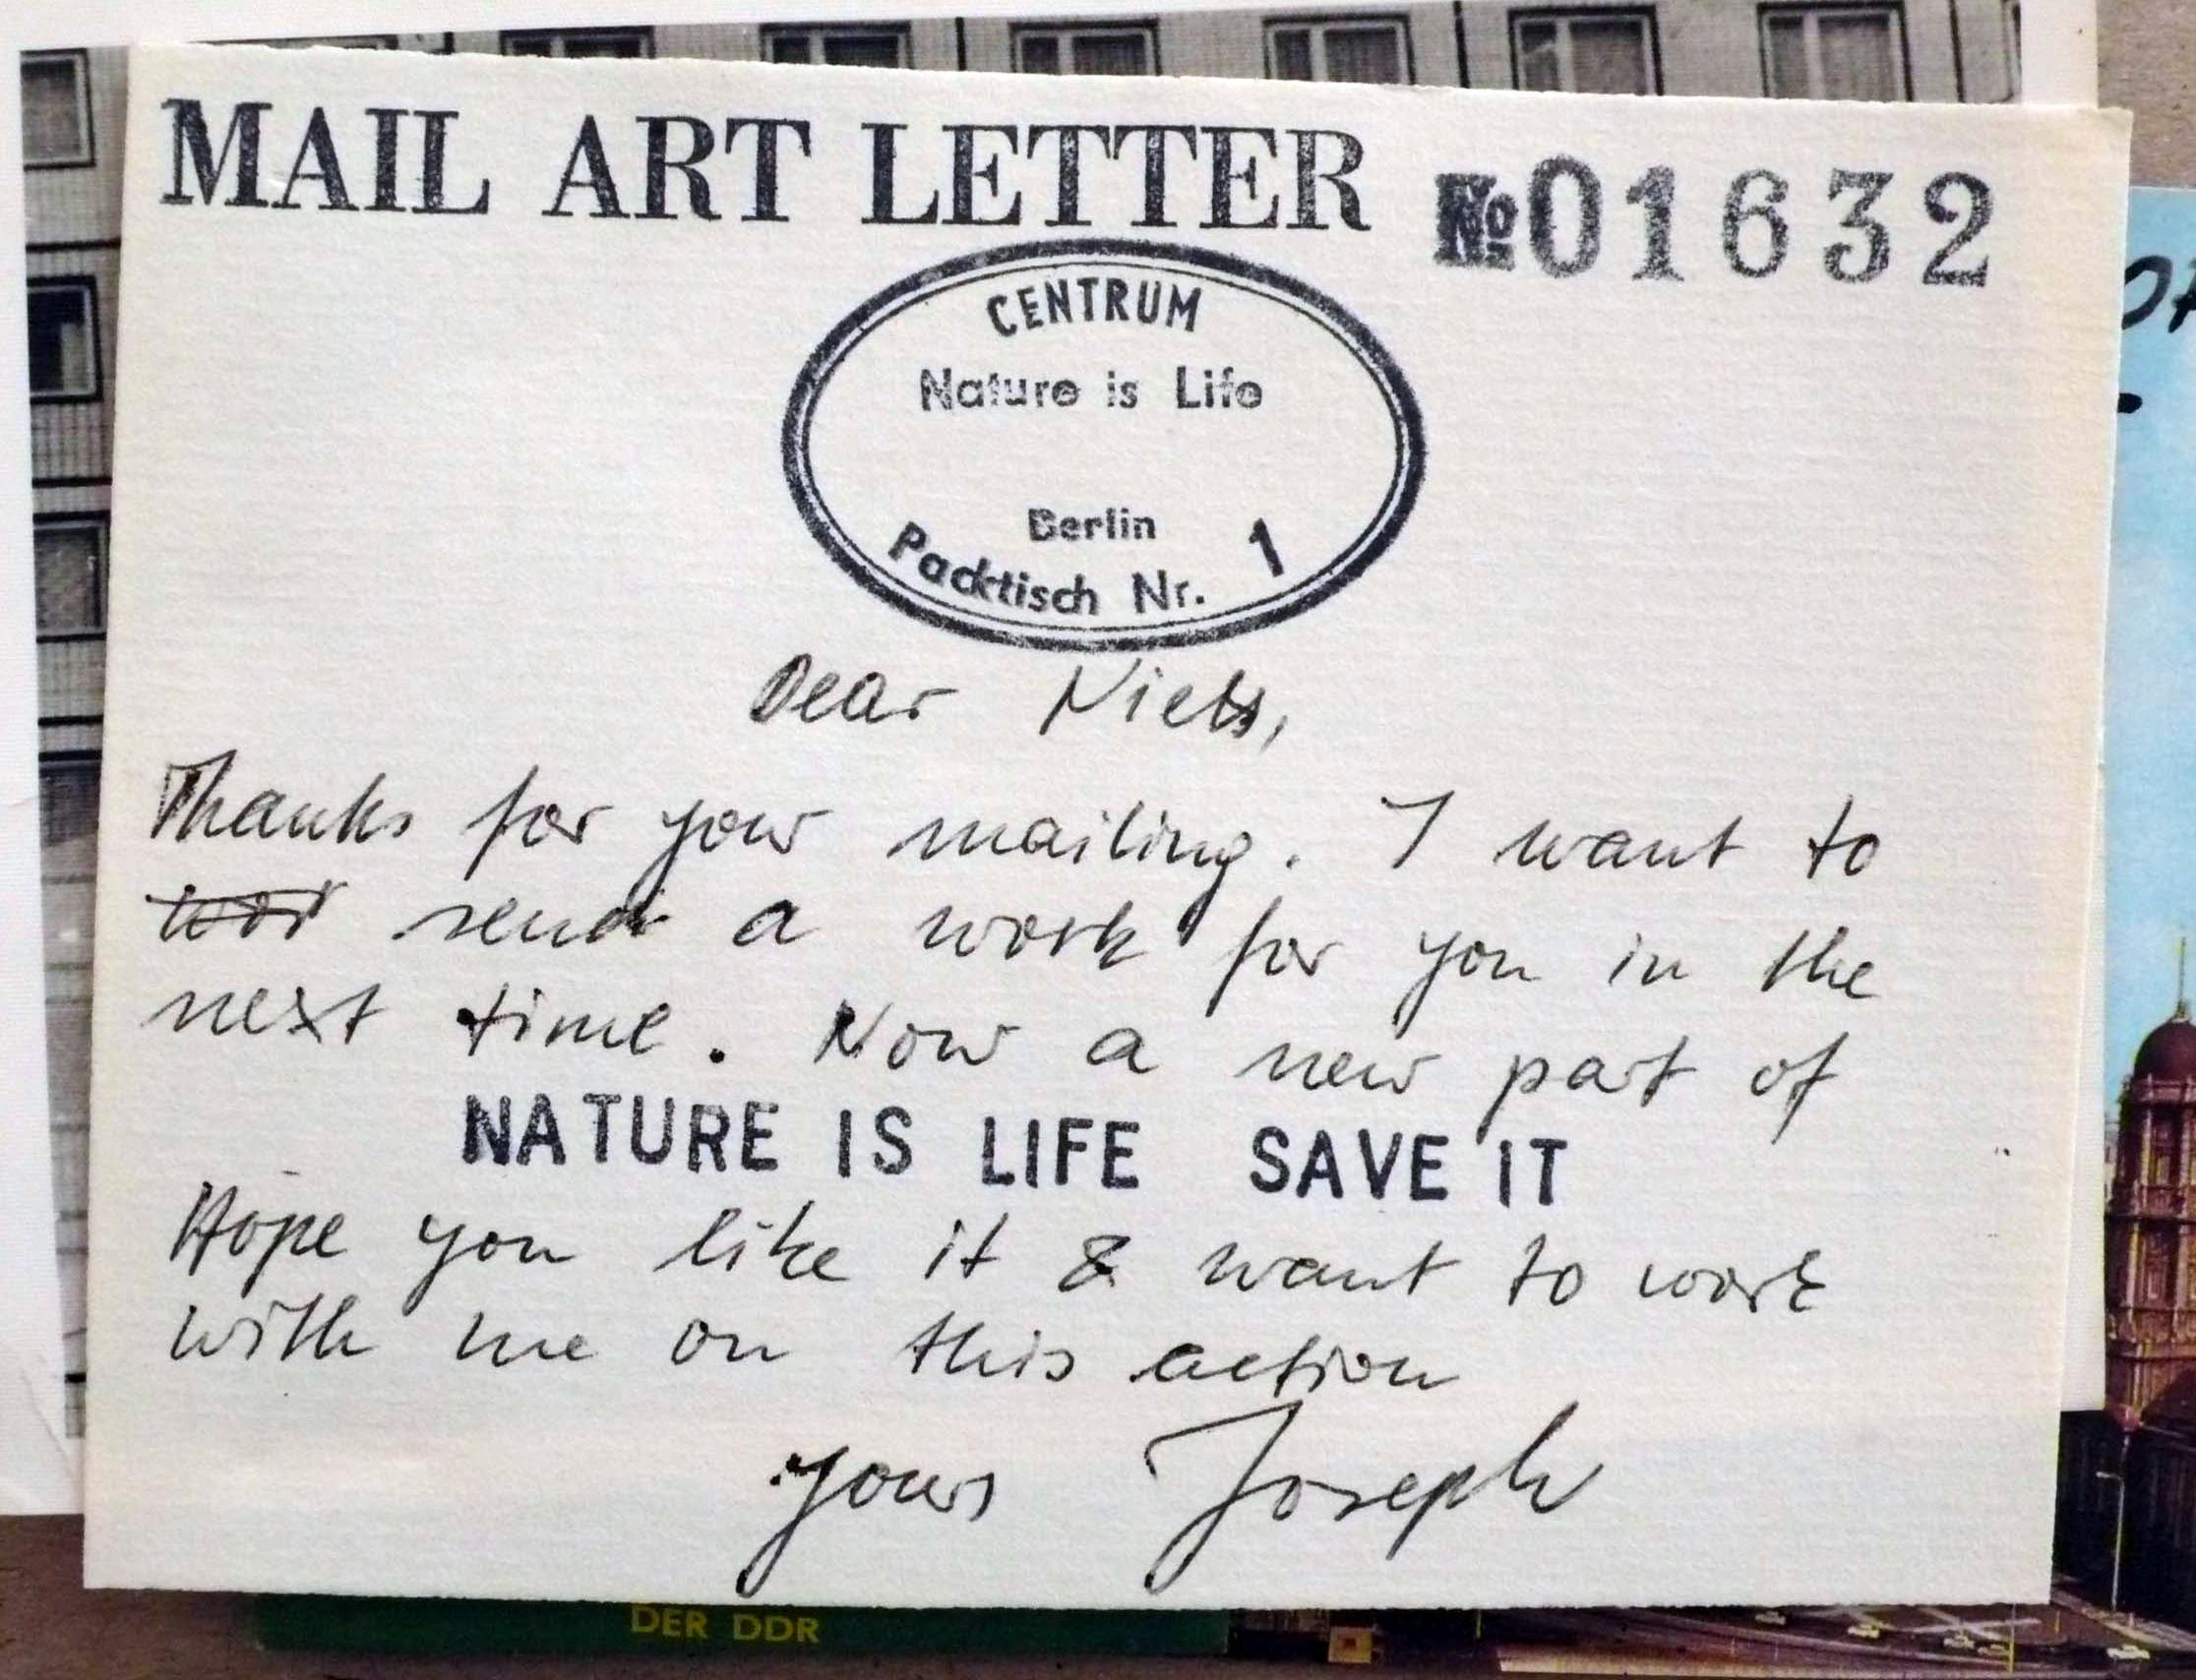 MAIL ART LETTER №01632
CENTRUM
Nature is Life
Berlin
Packtisch Nr. 1
Dear Niels,
Thanks for your mailing. I want to
send a work for you in the
next time. Now a new part of
NATURE IS LIFE SAVE IT
Hope you like it & want to work
with me on this action
yours Joseph
DER DDR